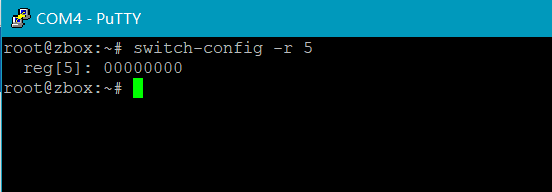 COM4 - PuTTY
root@zbox:~# switch-config -r 5
  reg[5]: 00000000
root@zbox:~#